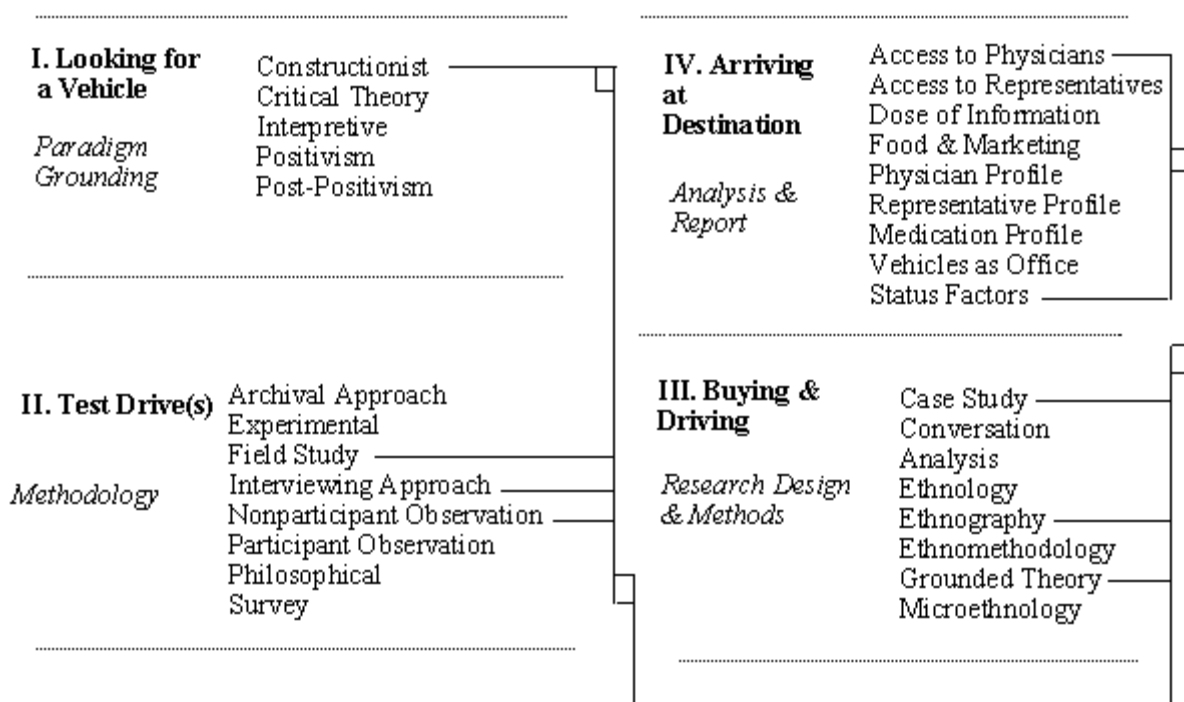 I. Looking for
a Vehicle
Paradigm
Grounding
Constructionist
Critical Theory
Interpretive
Positivism
Post-Positivism
II. Test Drive(s)
Methodology
Archival Approach
Experimental
Field Study
Interviewing Approach
Nonparticipant Observation
Participant Observation
Philosophical
Survey
IV. Arriving
at
Destination
Analysis &
Report
Access to Physicians
Access to Representatives
Dose of Information
Food & Marketing
Physician Profile
Representative Profile
Medication Profile
Vehicles as Office
Status Factors
III. Buying &
Driving
Research Design
& Methods
Case Study
Conversation
Analysis
Ethnology
Ethnography
Ethnomethodology
Grounded Theory
Microethnology